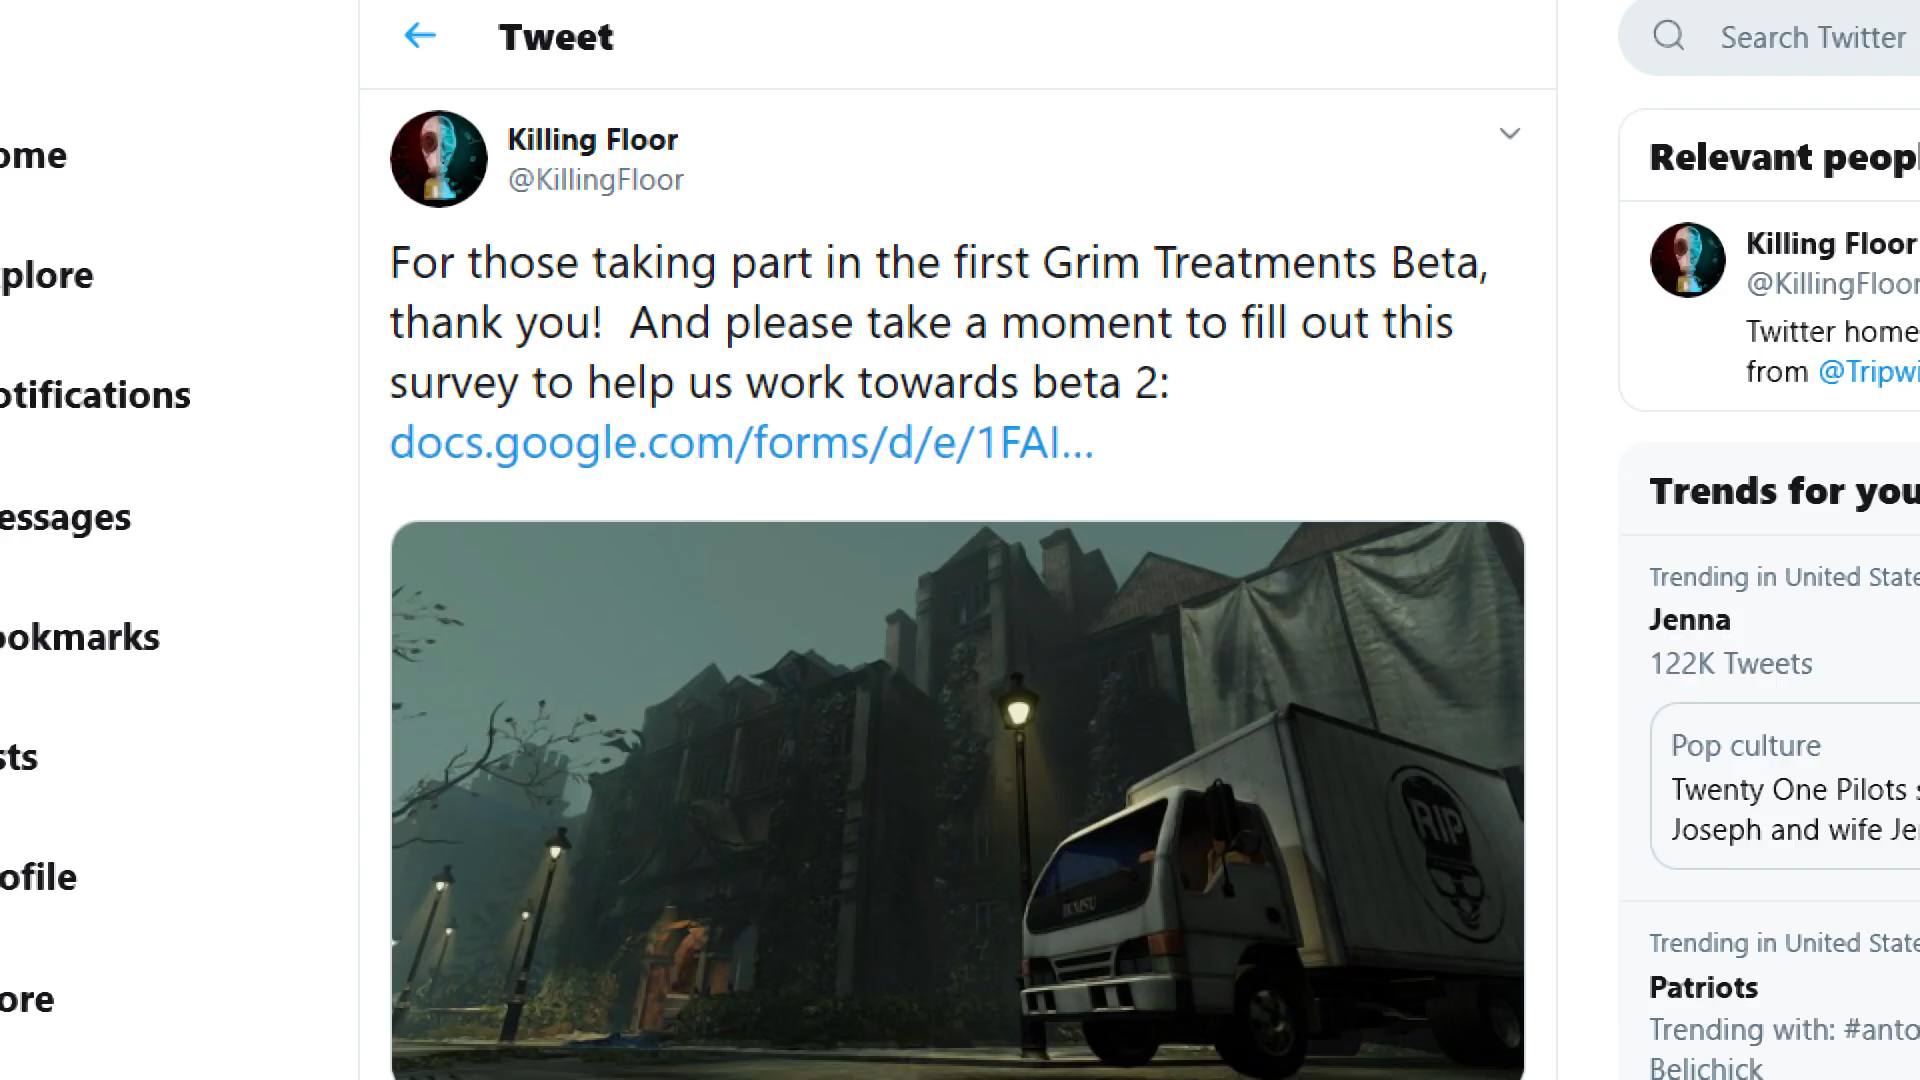 Tweet
Search Twitter
ome
plore
otifications
essages
ookmarks
sts
ofile
ore
Killing Floor
@KillingFloor
For those taking part in the first Grim Treatments Beta,
thank you!  And please take a moment to fill out this
survey to help us work towards beta 2:
docs.google.com/forms/d/e/1FAI...
RIP
Relevant peopl
Killing Floor
@KillingFloor
Twitter home
from @Tripwi
Trends for you
Trending in United State
Jenna
122K Tweets
Pop culture
Twenty One Pilots s
Joseph and wife Je
Trending in United State
Patriots
Trending with: #anto
Belichick